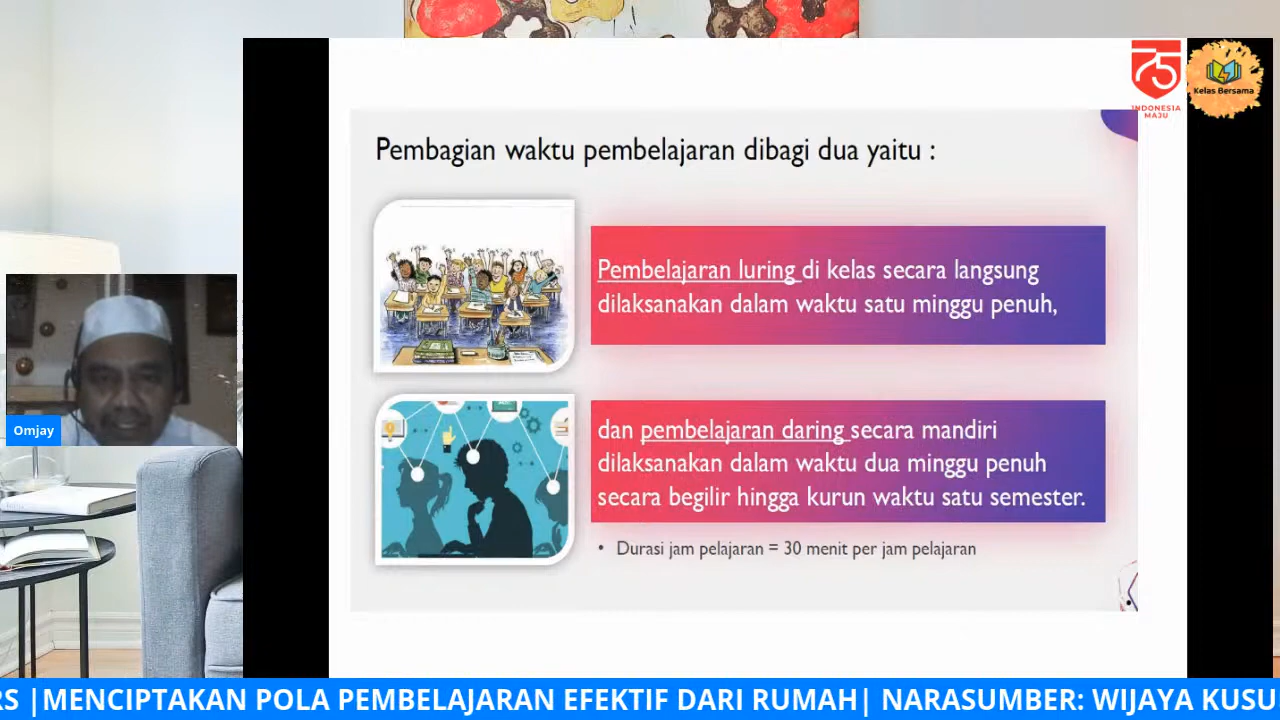 75
INDONESIA
MAJU
Kelas Bersama
Pembagian waktu pembelajaran dibagi dua yaitu :
Pembelajaran luring di kelas secara langsung
dilaksanakan dalam waktu satu minggu penuh,
dan pembelajaran daring secara mandiri
dilaksanakan dalam waktu dua minggu penuh
secara begilir hingga kurun waktu satu semester.
• Durasi jam pelajaran = 30 menit per jam pelajaran
Omjay
RS |MENCIPTAKAN POLA PEMBELAJARAN EFEKTIF DARI RUMAH| NARASUMBER: WIJAYA KUSU